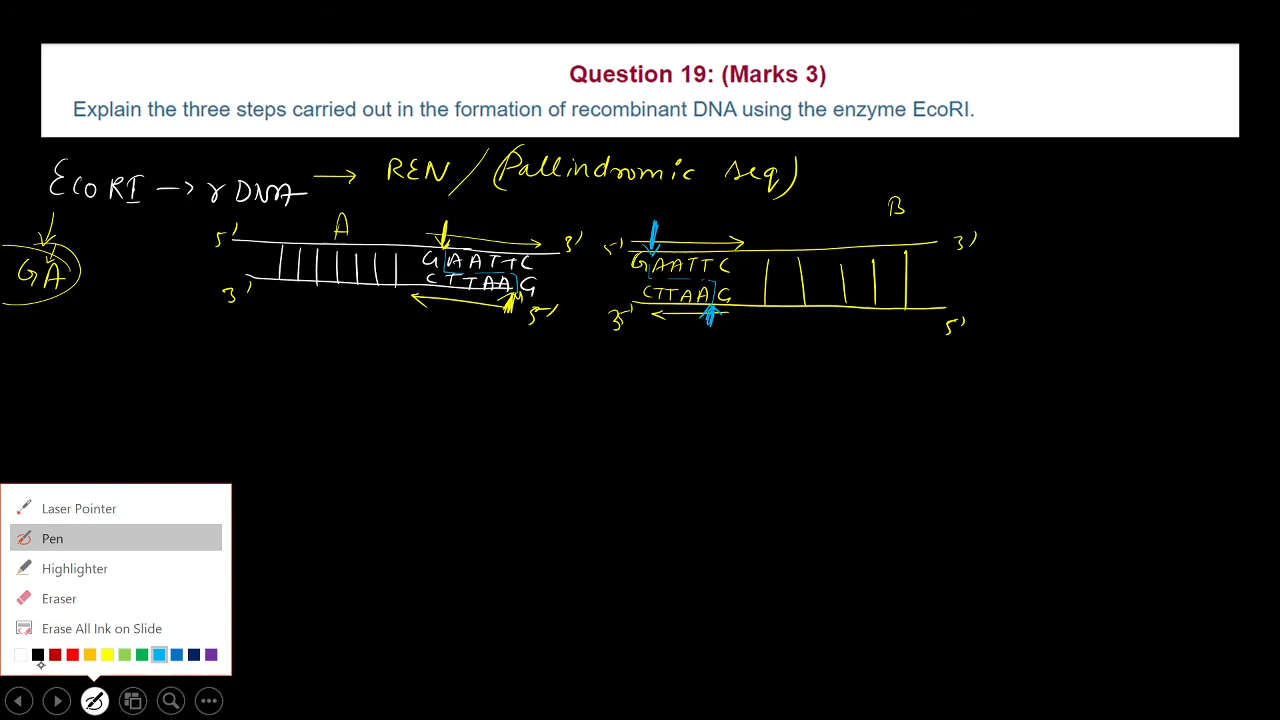 Question 19: (Marks 3)
Explain the three steps carried out in the formation of recombinant DNA using the enzyme EcoRI.
EcoRI → rDNA → REN/(Pallindromic seq)
A
B
5' 3' 5' 3'
GAATTC GAATTC
GA
CTTAAG CTTAAG
3' 5' 3' 5'
Laser Pointer
Pen
Highlighter
Eraser
Erase All Ink on Slide